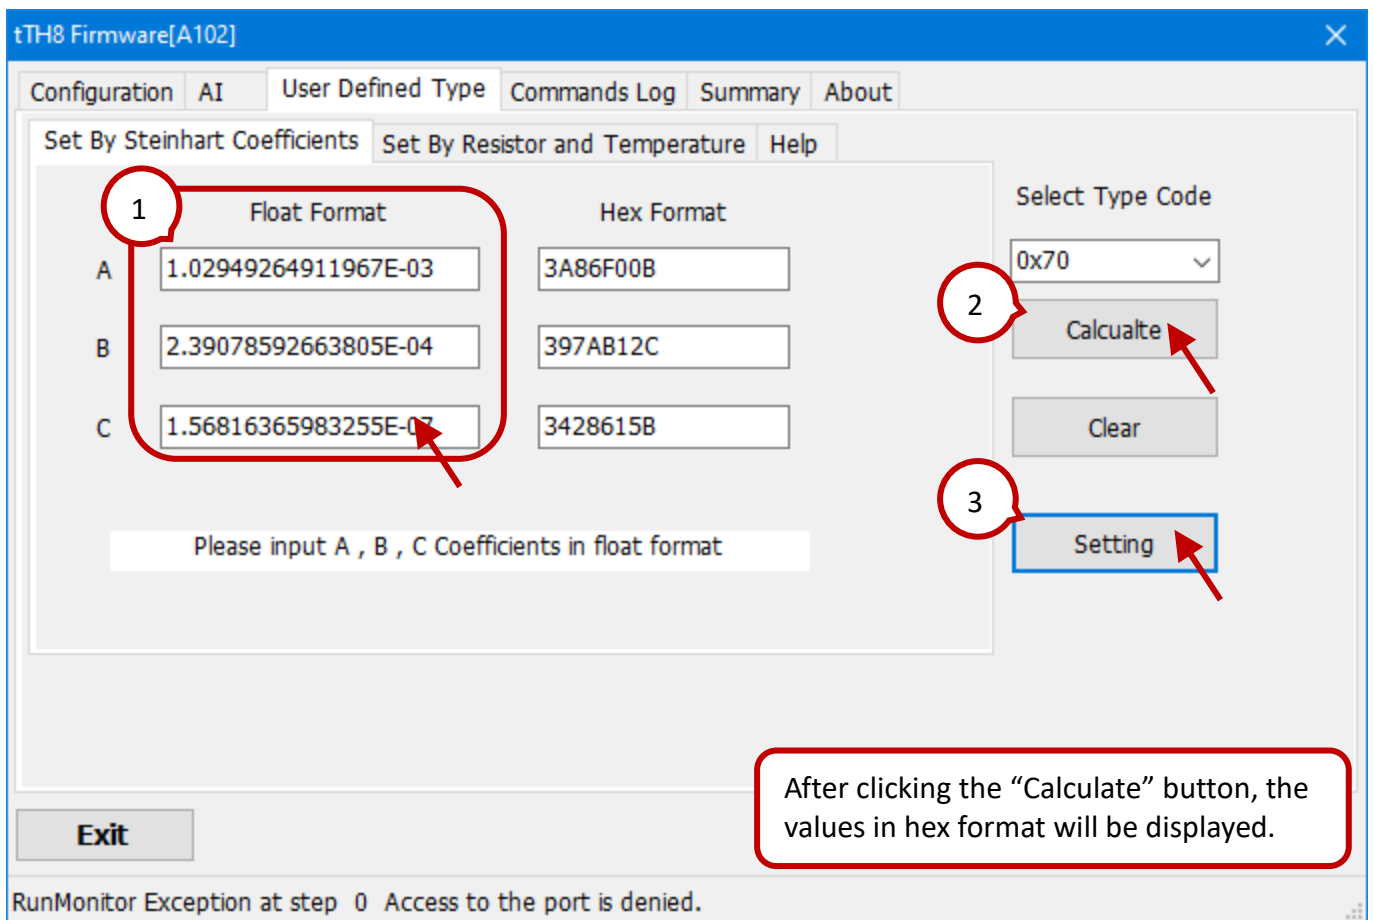 tTH8 Firmware[A102]
Configuration AI User Defined Type Commands Log Summary About
Set By Steinhart Coefficients Set By Resistor and Temperature Help
1
Float Format Hex Format
Select Type Code
A 1.02949264911967E-03 3A86F00B
0x70
2
Calcualte
B 2.39078592663805E-04 397AB12C
C 1.56816365983255E-07 3428615B
Clear
3
Setting
Please input A , B , C Coefficients in float format
After clicking the “Calculate” button, the
values in hex format will be displayed.
Exit
RunMonitor Exception at step 0 Access to the port is denied.